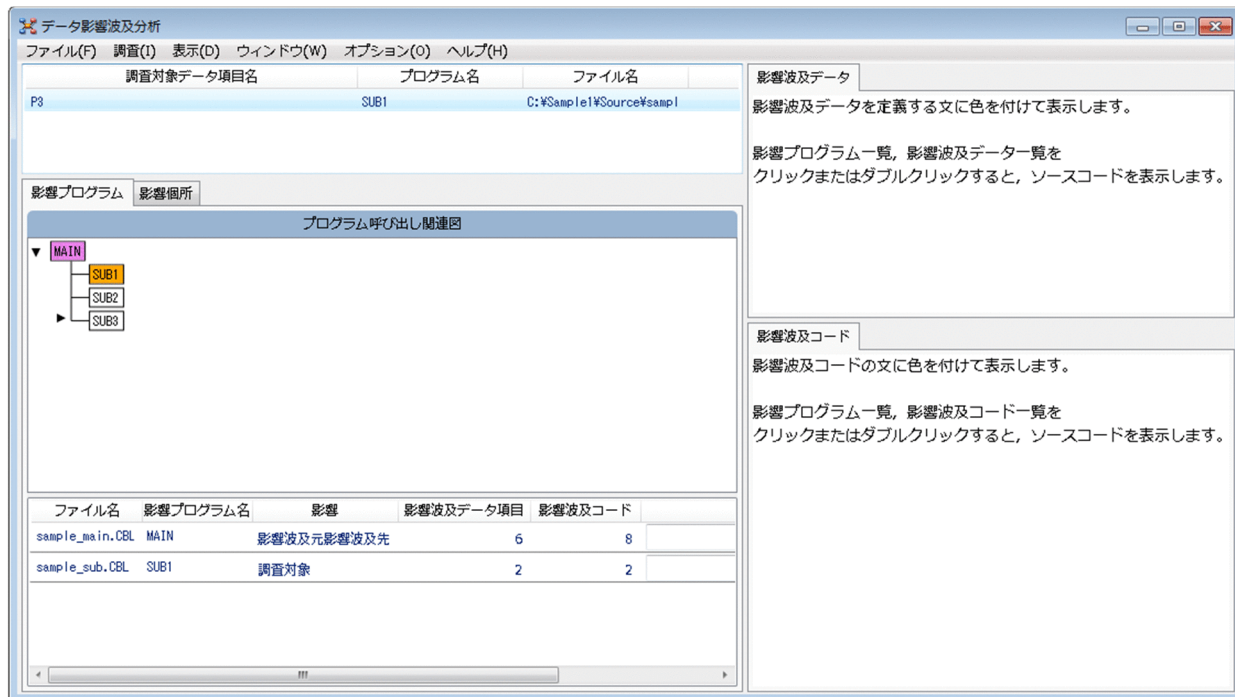 データ影響波及分析
ファイル(F) 調査(I) 表示(D) ウィンドウ(W) オプション(O) ヘルプ(H)
調査対象データ項目名 プログラム名 ファイル名
P3 SUB1 C:¥Sample1¥Source¥sampl
影響プログラム 影響個所
プログラム呼び出し関連図
▼ MAIN
SUB1
SUB2
▶ SUB3
ファイル名 影響プログラム名 影響 影響波及データ項目 影響波及コード
sample_main.CBL MAIN 影響波及元影響波及先 6 8
sample_sub.CBL SUB1 調査対象 2 2
影響波及データ
影響波及データを定義する文に色を付けて表示します。
影響プログラム一覧，影響波及データ一覧を
クリックまたはダブルクリックすると，ソースコードを表示します。
影響波及コード
影響波及コードの文に色を付けて表示します。
影響プログラム一覧，影響波及コード一覧を
クリックまたはダブルクリックすると，ソースコードを表示します。